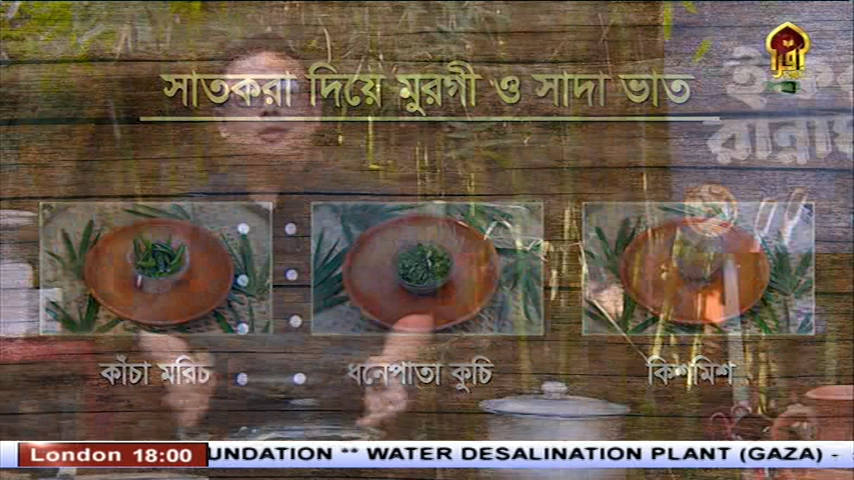 সাতকরা দিয়ে মুরগী ও সাদা ভাত
কাঁচা মরিচ
ধনেপাতা কুচি
কিশমিশ
London 18:00
UNDATION ** WATER DESALINATION PLANT (GAZA) -